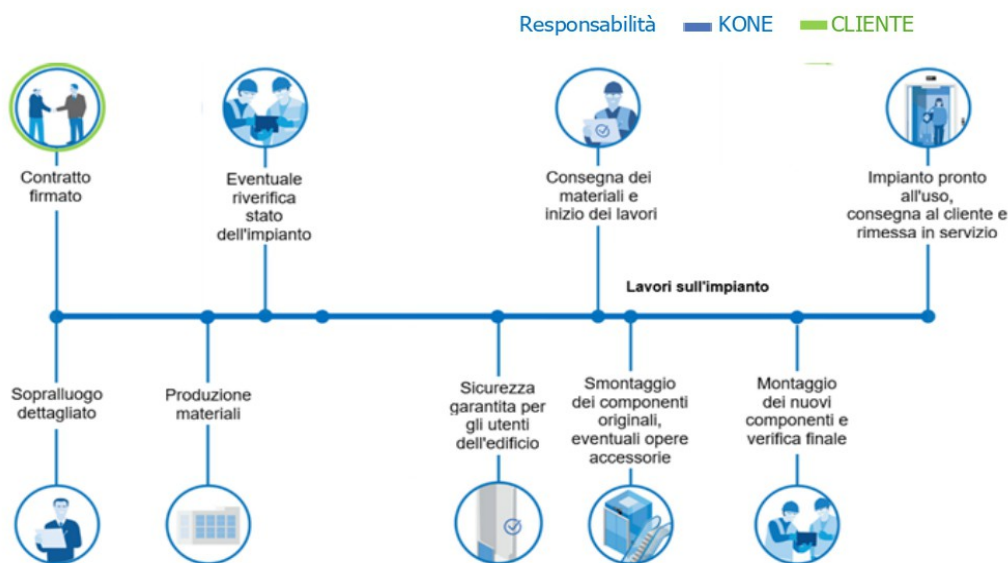 Responsabilità KONE CLIENTE
Contratto
firmato
Eventuale
riverifica
stato
dell'impianto
Consegna dei
materiali e
inizio dei lavori
Impianto pronto
all'uso,
consegna al cliente e
rimessa in servizio
Lavori sull'impianto
Sopralluogo
dettagliato
Produzione
materiali
Sicurezza
garantita per
gli utenti
dell'edificio
Smontaggio
dei componenti
originali,
eventuali opere
accessorie
Montaggio
dei nuovi
componenti e
verifica finale